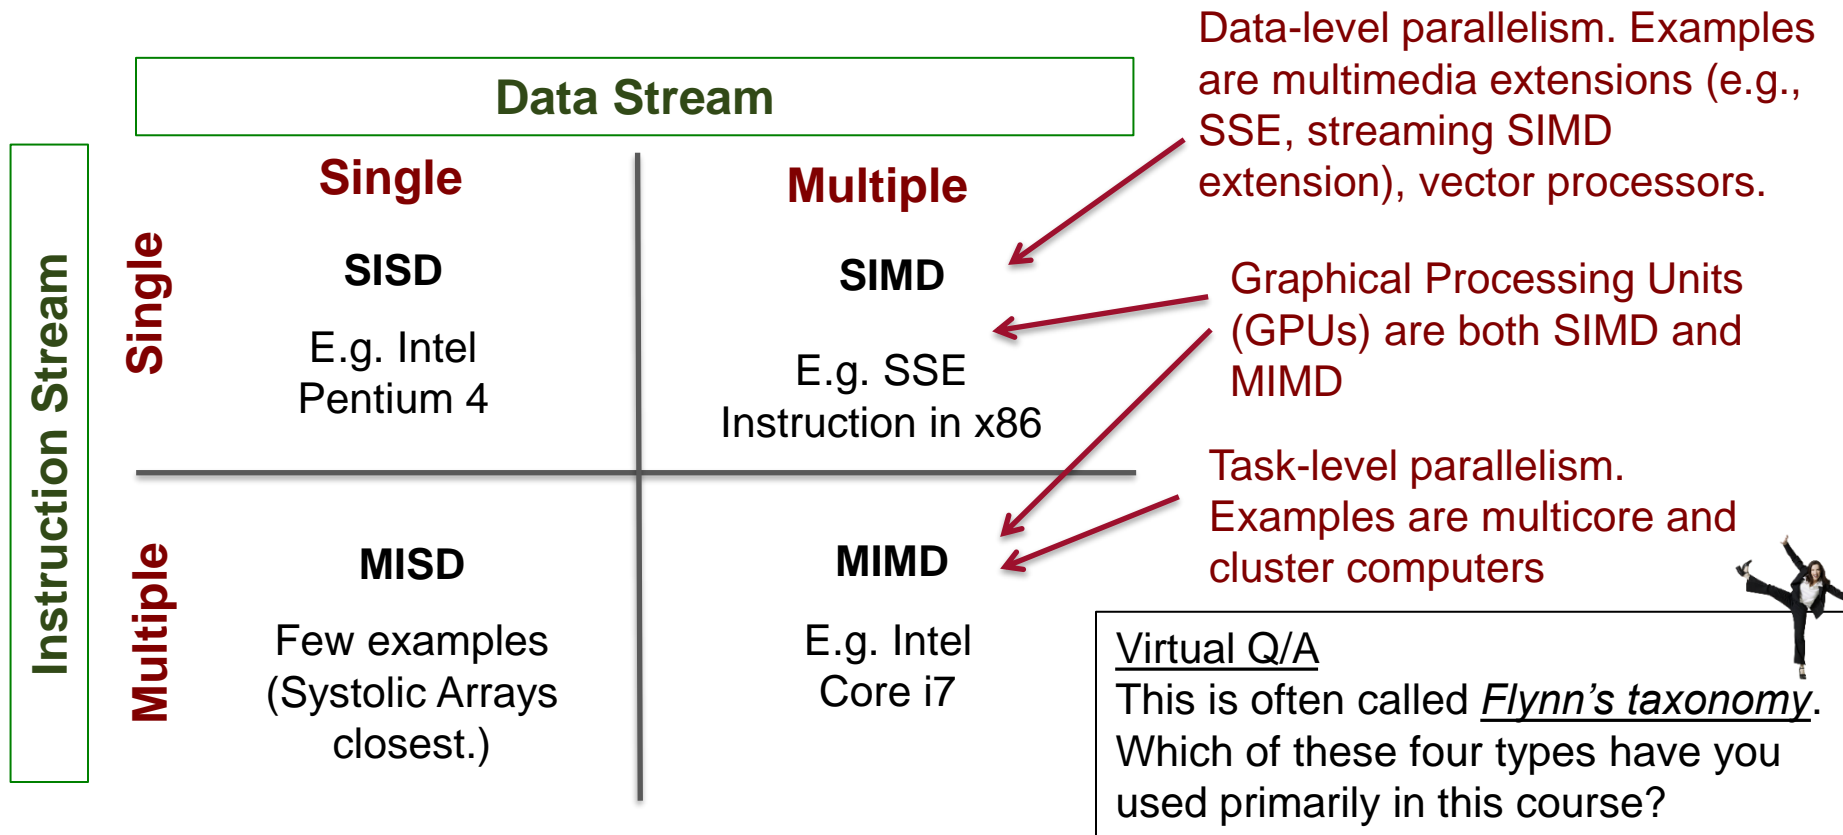 Data Stream
Instruction Stream
Single
Multiple
Single
SISD
E.g. Intel
Pentium 4
SIMD
E.g. SSE
Instruction in x86
Multiple
MISD
Few examples
(Systolic Arrays
closest.)
MIMD
E.g. Intel
Core i7
Data-level parallelism. Examples
are multimedia extensions (e.g.,
SSE, streaming SIMD
extension), vector processors.
Graphical Processing Units
(GPUs) are both SIMD and
MIMD
Task-level parallelism.
Examples are multicore and
cluster computers
Virtual Q/A
This is often called Flynn’s taxonomy.
Which of these four types have you
used primarily in this course?